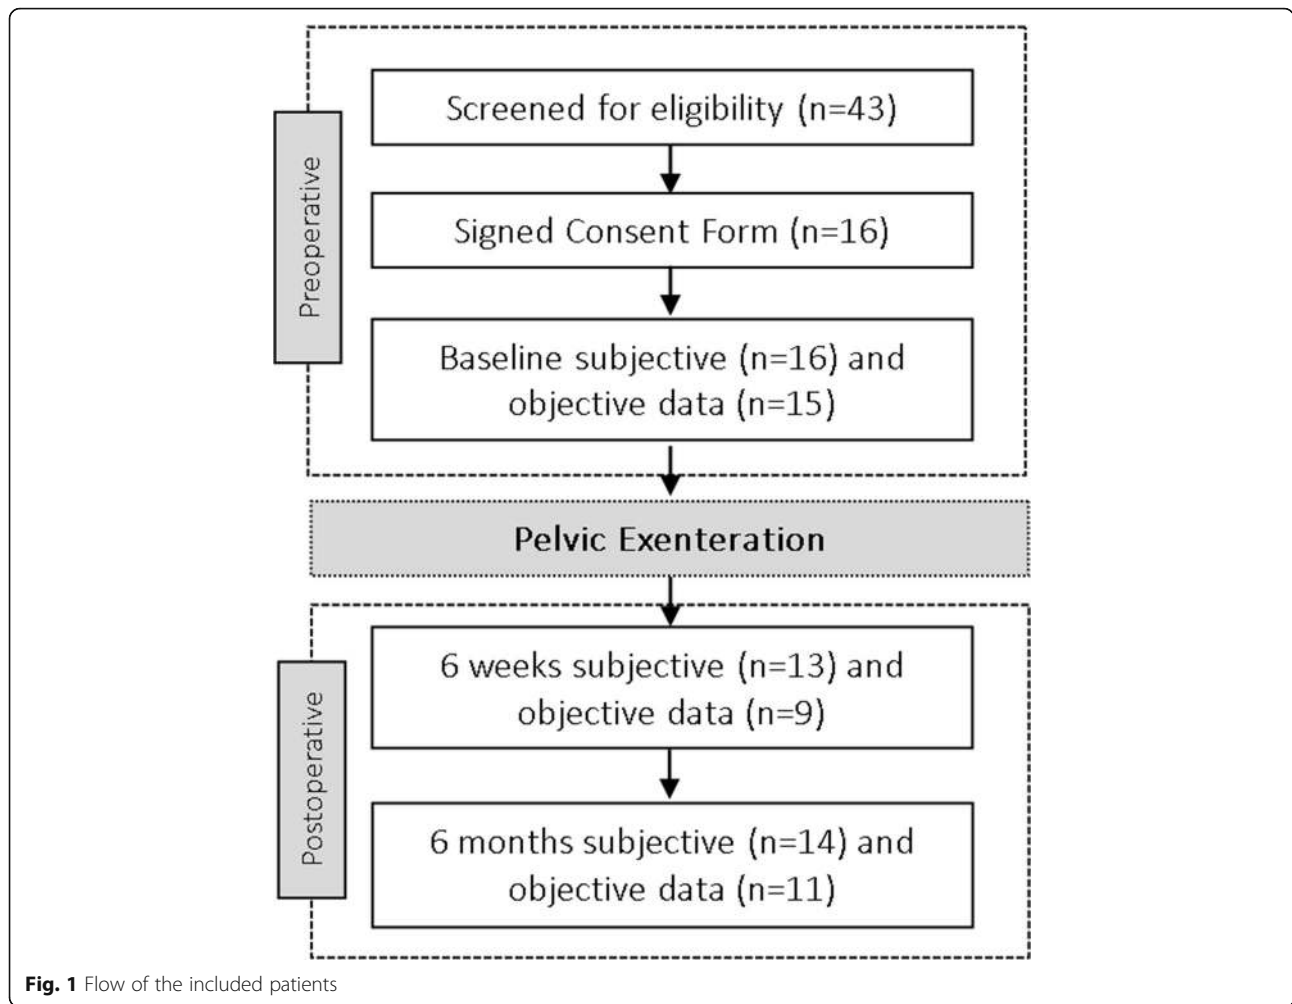 Preoperative
Screened for eligibility (n=43)
Signed Consent Form (n=16)
Baseline subjective (n=16) and
objective data (n=15)
Pelvic Exenteration
Postoperative
6 weeks subjective (n=13) and
objective data (n=9)
6 months subjective (n=14) and
objective data (n=11)
Fig. 1 Flow of the included patients